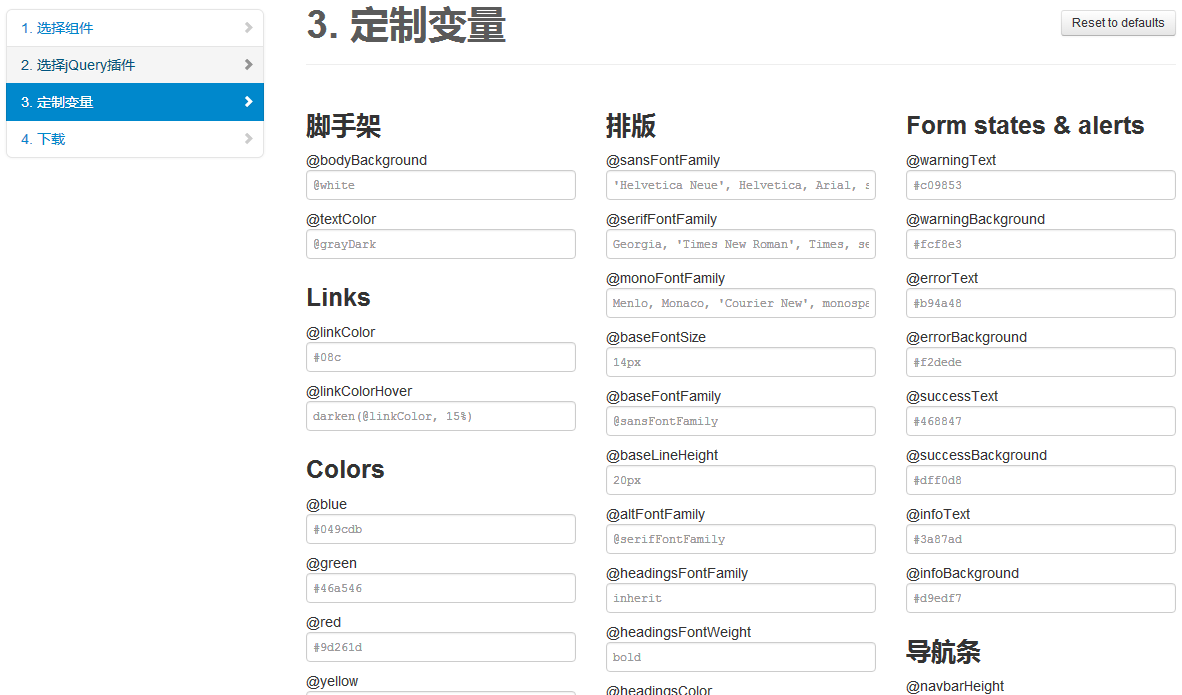 1. 选择组件
2. 选择jQuery插件
3. 定制变量
4. 下载
3. 定制变量
Reset to defaults
脚手架
@bodyBackground
@white
@textColor
@grayDark
Links
@linkColor
#08c
@linkColorHover
darken(@linkColor, 15%)
Colors
@blue
#049cdb
@green
#46a546
@red
#9d261d
@yellow
排版
@sansFontFamily
'Helvetica Neue', Helvetica, Arial, s
@serifFontFamily
Georgia, 'Times New Roman', Times, se
@monoFontFamily
Menlo, Monaco, 'Courier New', monospa
@baseFontSize
14px
@baseFontFamily
@sansFontFamily
@baseLineHeight
20px
@altFontFamily
@serifFontFamily
@headingsFontFamily
inherit
@headingsFontWeight
bold
@headingsColor
Form states & alerts
@warningText
#c09853
@warningBackground
#fcf8e3
@errorText
#b94a48
@errorBackground
#f2dede
@successText
#468847
@successBackground
#dff0d8
@infoText
#3a87ad
@infoBackground
#d9edf7
导航条
@navbarHeight